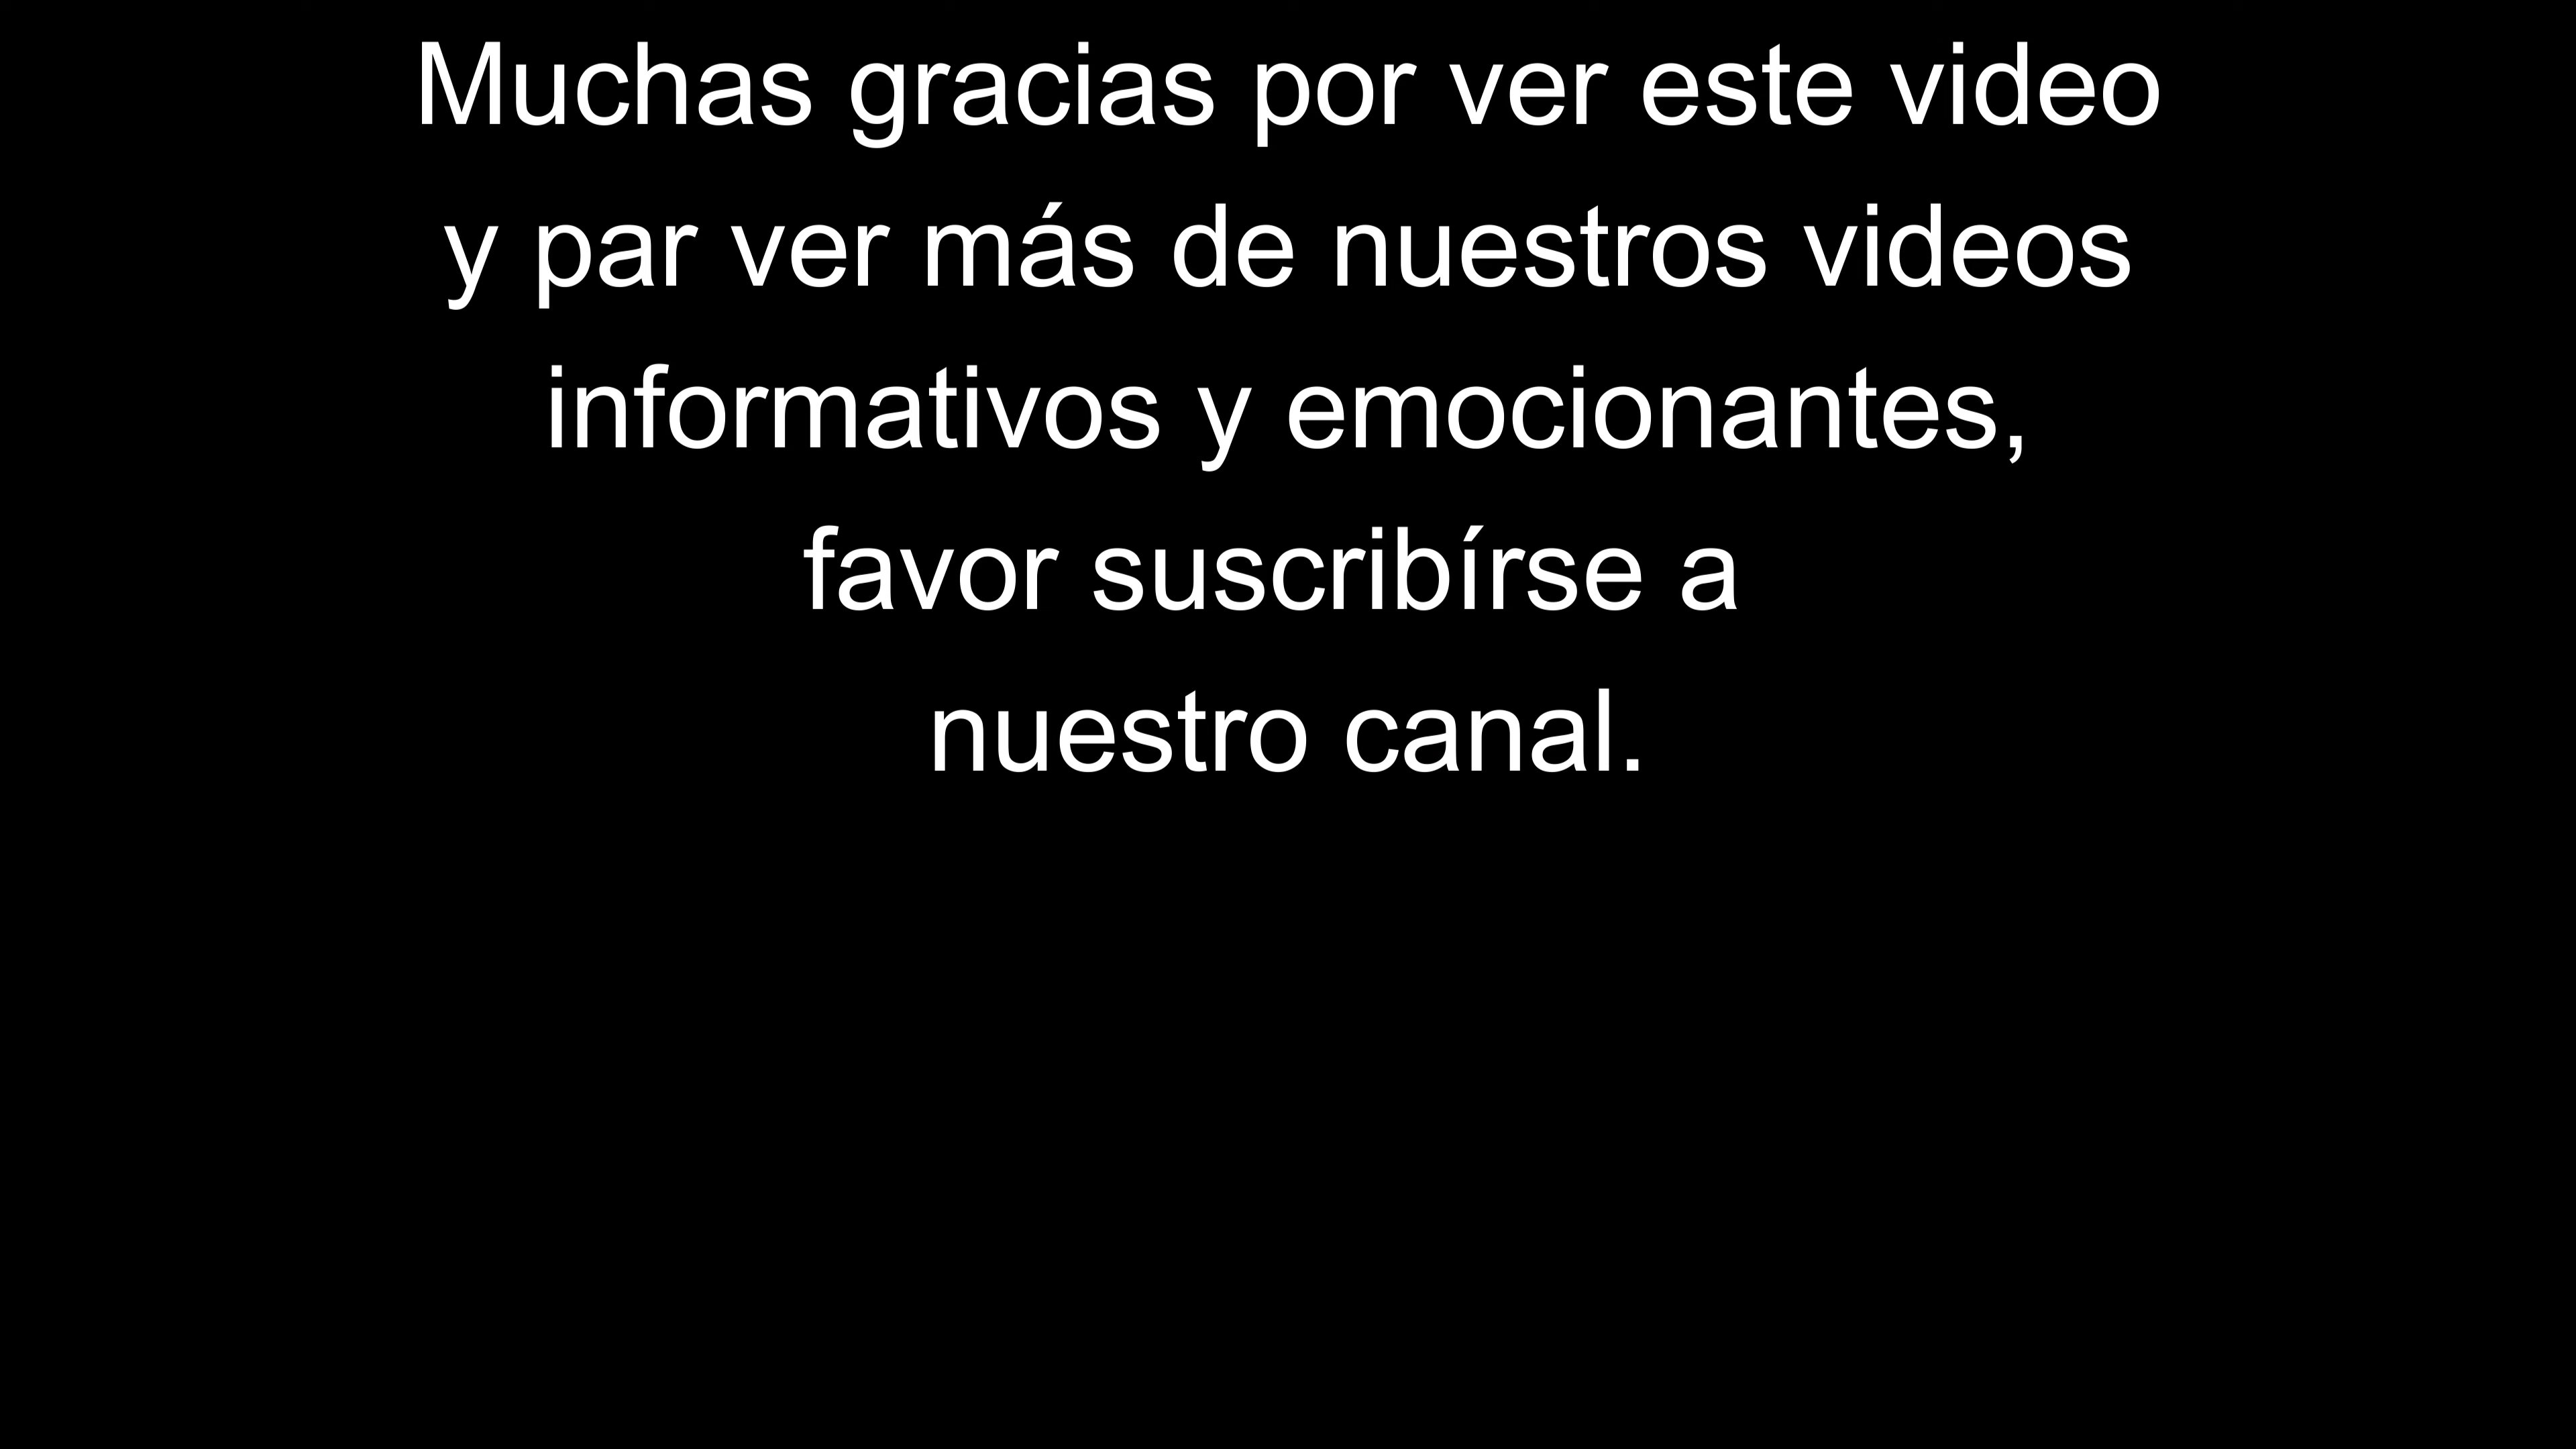 Muchas gracias por ver este video
y par ver más de nuestros videos
informativos y emocionantes,
favor suscribírse a
nuestro canal.